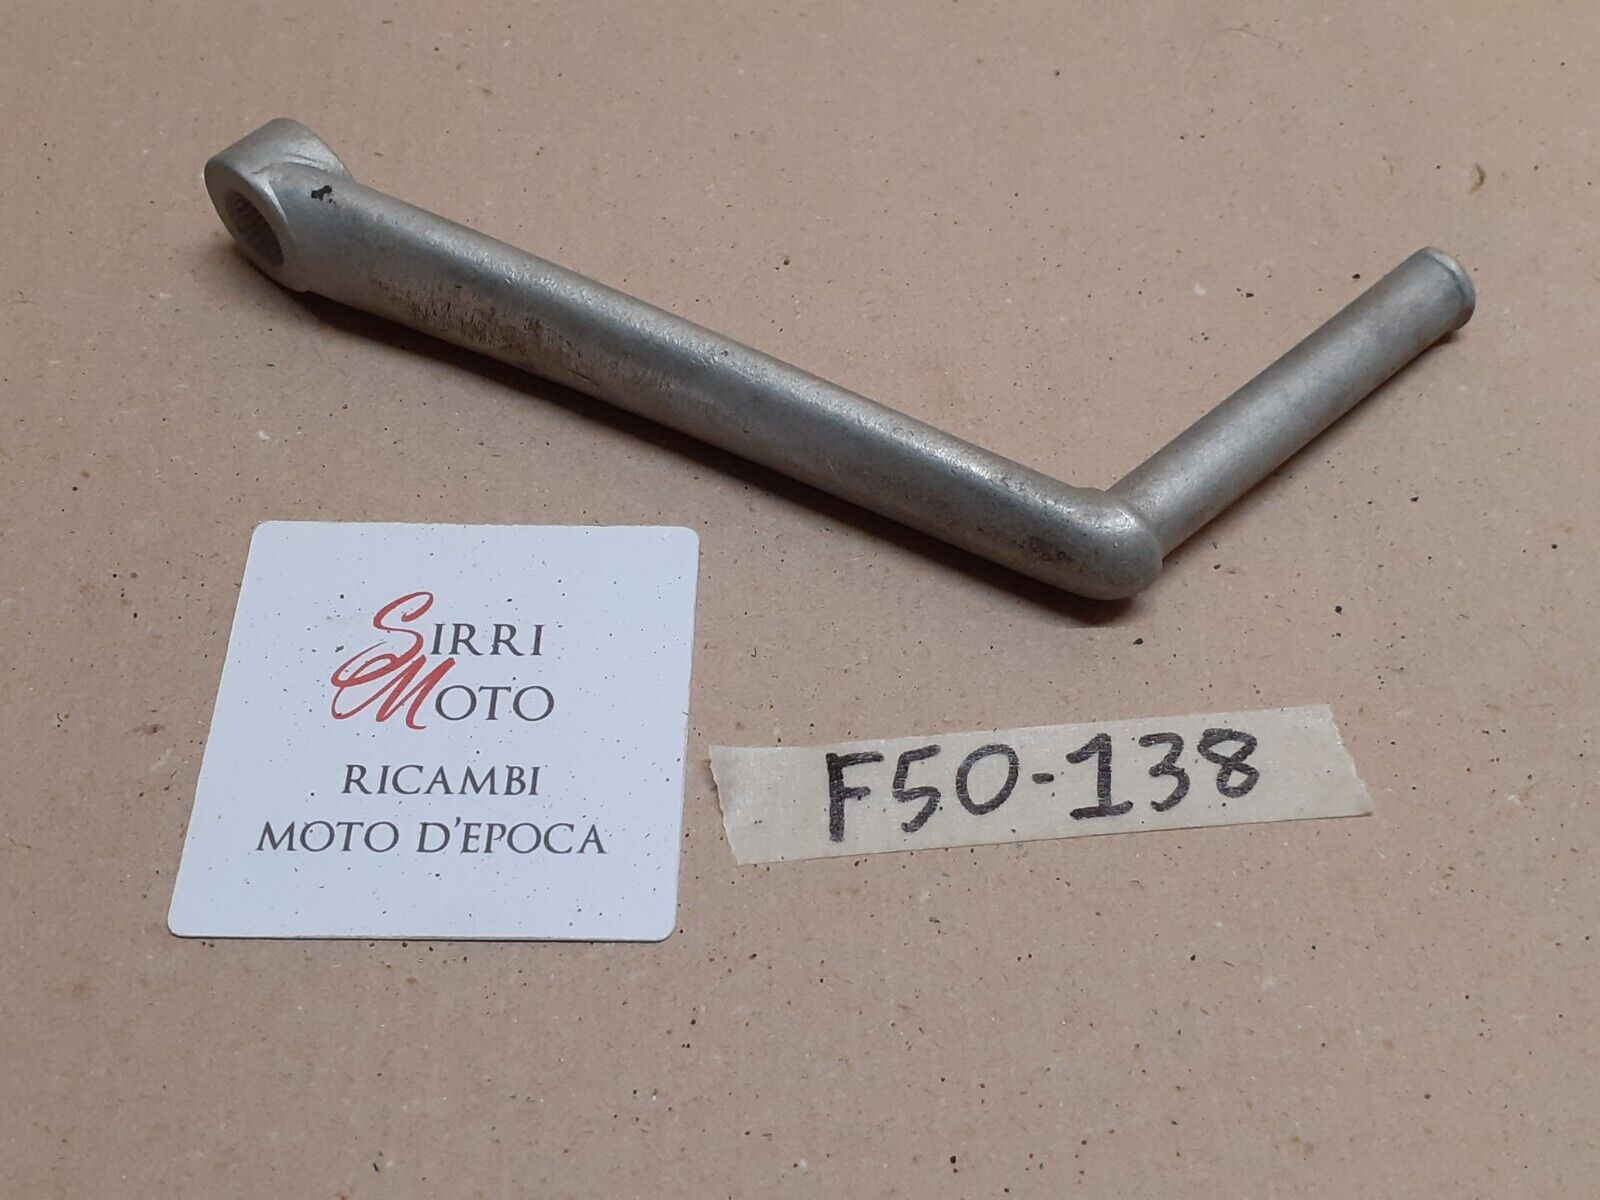 SIRRI
MOTO
RICAMBI
MOTO D'EPOCA
F50-138